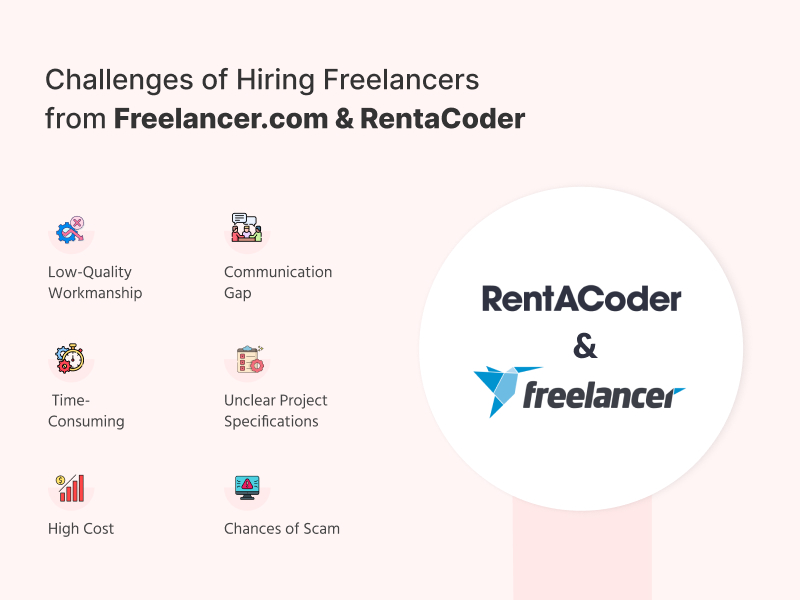 Challenges of Hiring Freelancers
from Freelancer.com & RentaCoder
Low-Quality
Workmanship
Communication
Gap
Time-
Consuming
Unclear Project
Specifications
High Cost
Chances of Scam
RentACoder
&
freelancer